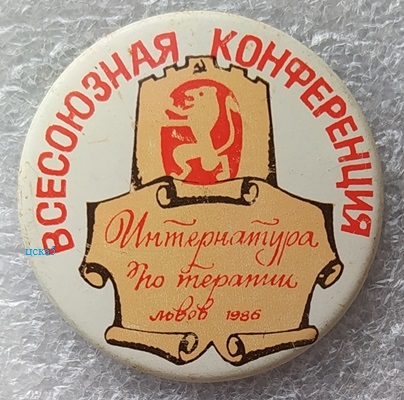 ВСЕСОЮЗНАЯ КОНФЕРЕНЦИЯ
Интернатура
по терапии
львов 1986